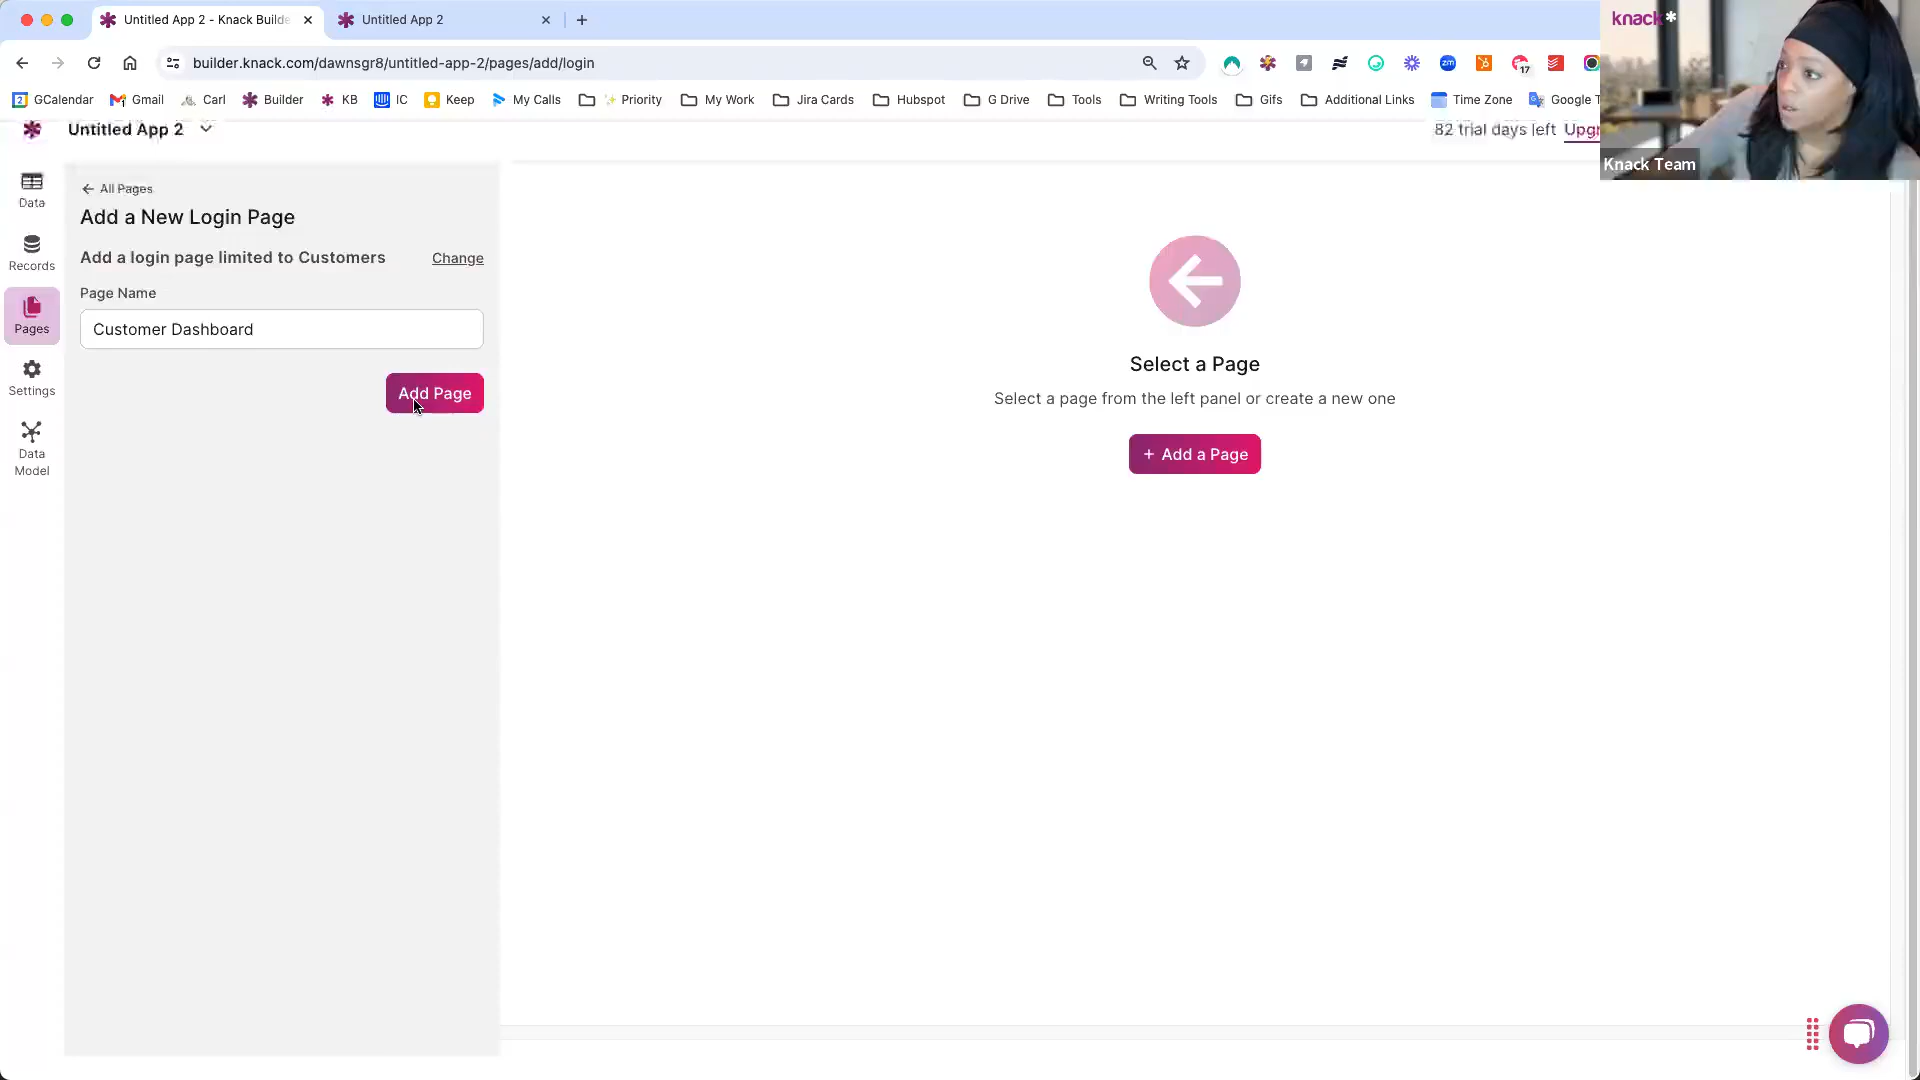 Untitled App 2 - Knack Builde
Untitled App 2
builder.knack.com/dawnsgr8/untitled-app-2/pages/add/login
17
GCalendar
Gmail
Carl
Builder
KB
IC
Keep
My Calls
Priority
My Work
Jira Cards
Hubspot
G Drive
Tools
Writing Tools
Gifs
Additional Links
Time Zone
Google T
knack*
Knack Team
Untitled App 2
82 trial days left Upgr
Data
Records
Pages
Settings
Data
Model
All Pages
Add a New Login Page
Add a login page limited to Customers
Change
Page Name
Customer Dashboard
Add Page
Select a Page
Select a page from the left panel or create a new one
+ Add a Page